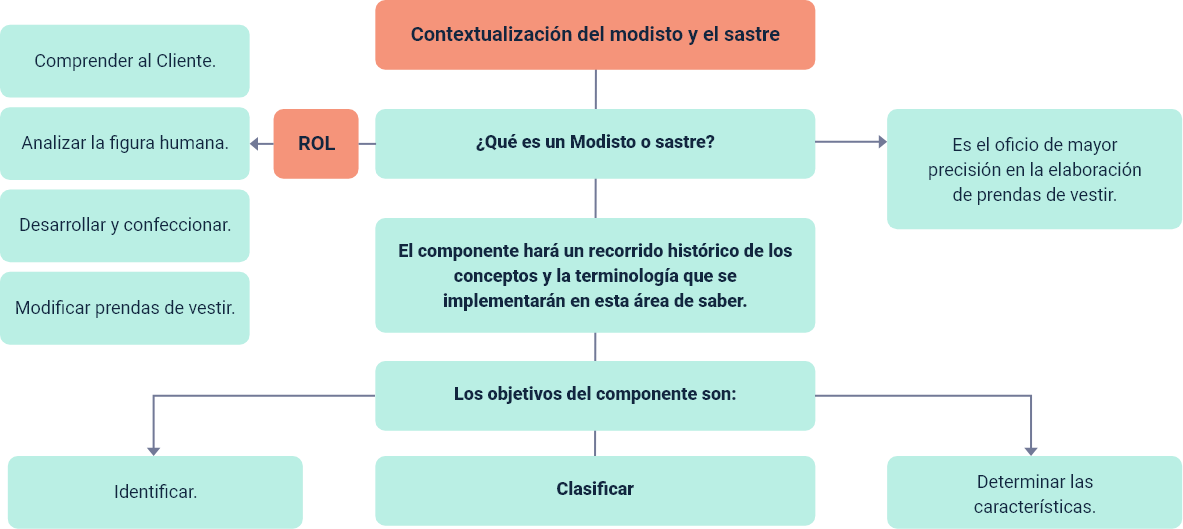 Contextualización del modisto y el sastre
Comprender al Cliente.
Analizar la figura humana.
Desarrollar y confeccionar.
Modificar prendas de vestir.
ROL
¿Qué es un Modisto o sastre?
Es el oficio de mayor
precisión en la elaboración
de prendas de vestir.
El componente hará un recorrido histórico de los
conceptos y la terminología que se
implementarán en esta área de saber.
Los objetivos del componente son:
Identificar.
Clasificar
Determinar las
características.